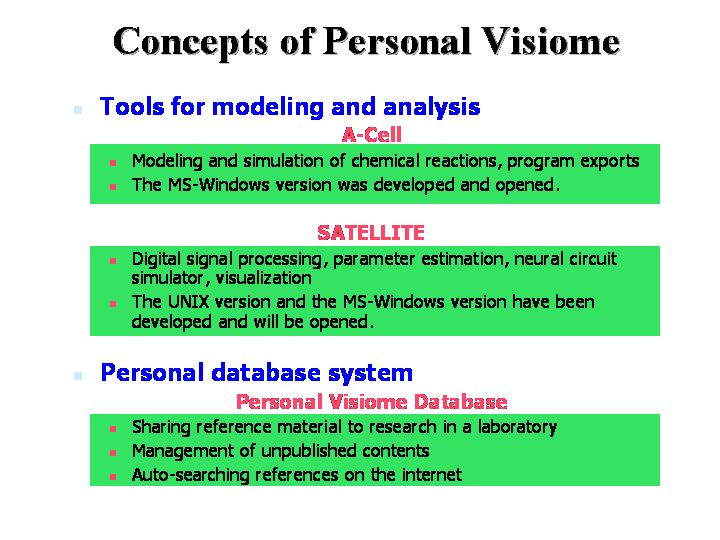 Concepts of Personal Visiome
Tools for modeling and analysis
A-Cell
Modeling and simulation of chemical reactions, program exports
The MS-Windows version was developed and opened.
SATELLITE
Digital signal processing, parameter estimation, neural circuit
simulator, visualization
The UNIX version and the MS-Windows version have been
developed and will be opened.
Personal database system
Personal Visiome Database
Sharing reference material to research in a laboratory
Management of unpublished contents
Auto-searching references on the internet